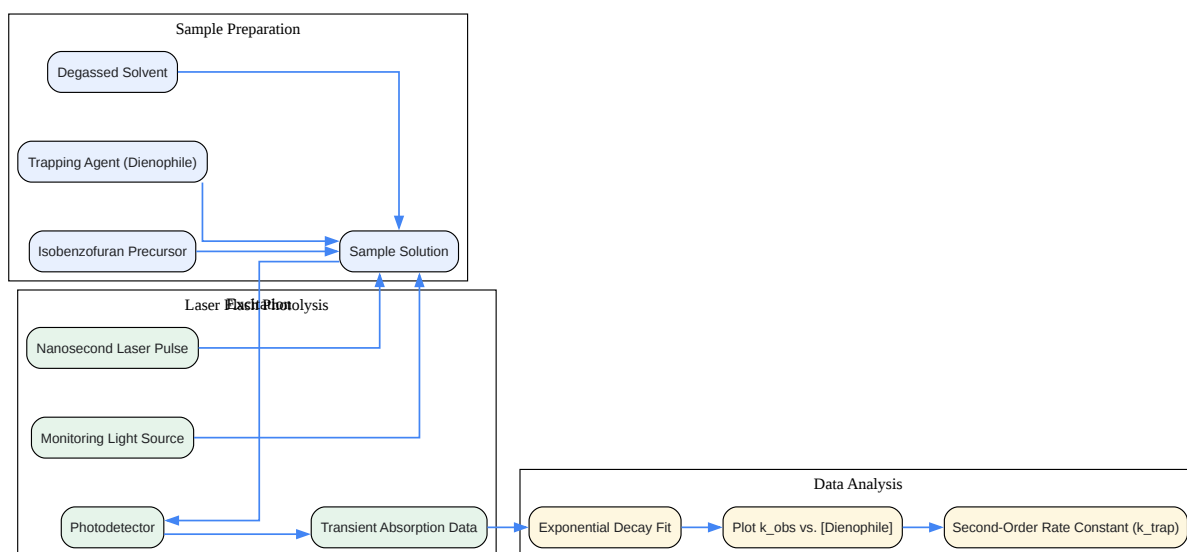 Sample Preparation
Degassed Solvent
Trapping Agent (Dienophile)
Isobenzofuran Precursor
Sample Solution
Laser Flash Photolysis
Excitation
Nanosecond Laser Pulse
Monitoring Light Source
Photodetector
Transient Absorption Data
Data Analysis
Exponential Decay Fit
Plot k_obs vs. [Dienophile]
Second-Order Rate Constant (k_trap)